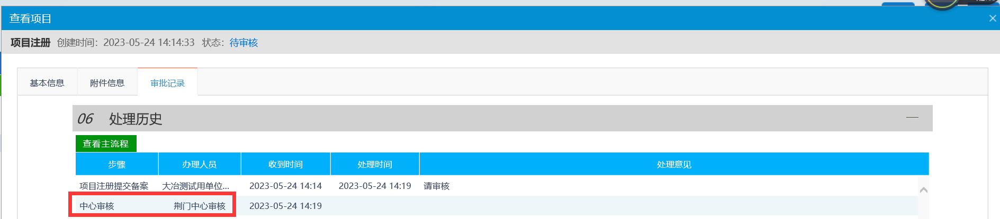 查看项目
项目注册 创建时间：2023-05-24 14:14:33 状态：待审核
基本信息 附件信息 审批记录
06 处理历史
查看主流程
步骤 办理人员 收到时间 处理时间 处理意见
项目注册提交备案 大冶测试用单位... 2023-05-24 14:14 2023-05-24 14:19 请审核
中心审核 荆门中心审核 2023-05-24 14:19